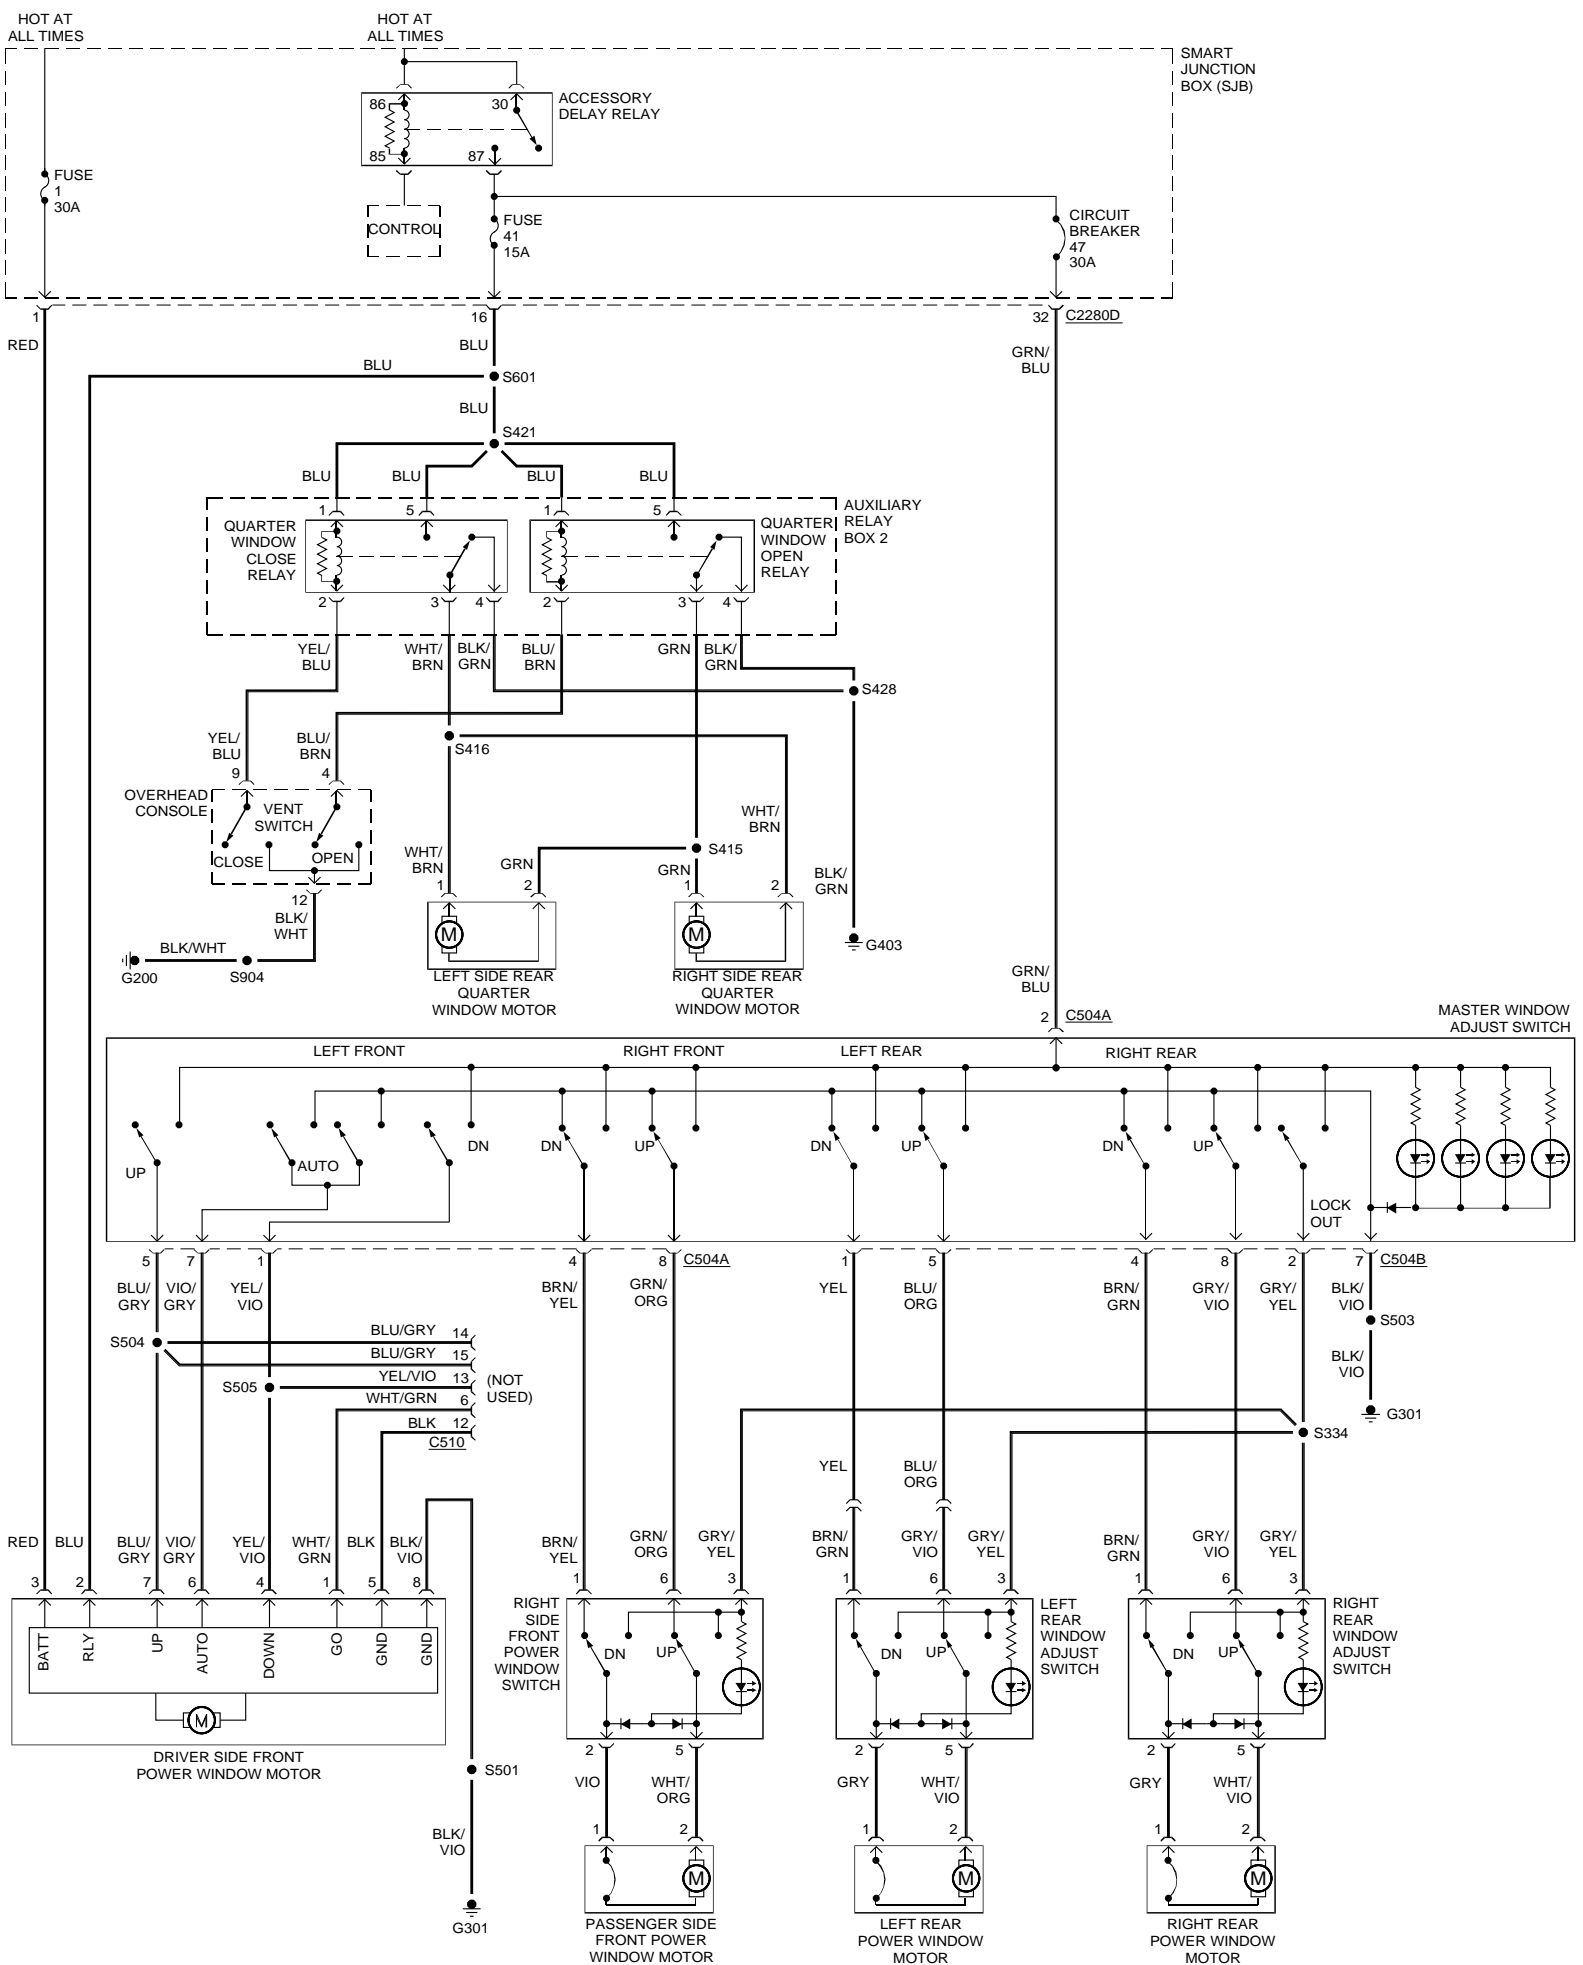 HOT AT
ALL TIMES
HOT AT
ALL TIMES
SMART
JUNCTION
BOX (SJB)
86
30
ACCESSORY
DELAY RELAY
85
87
FUSE
1
30A
CONTROL
FUSE
41
15A
CIRCUIT
BREAKER
47
30A
1
16
32
C2280D
RED
BLU
GRN/
BLU
BLU
S601
BLU
S421
BLU
BLU
BLU
BLU
AUXILIARY
RELAY
BOX 2
1
5
1
5
QUARTER
WINDOW
CLOSE
RELAY
QUARTER
WINDOW
OPEN
RELAY
2
3
4
2
3
4
YEL/
BLU
WHT/
BRN
BLK/
GRN
BLU/
BRN
GRN
BLK/
GRN
S428
S416
YEL/
BLU
BLU/
BRN
9
4
OVERHEAD
CONSOLE
VENT
SWITCH
CLOSE
OPEN
WHT/
BRN
S415
WHT/
BRN
GRN
GRN
BLK/
GRN
12
BLK/
WHT
1
2
1
2
M
M
G403
BLK/WHT
G200
S904
LEFT SIDE REAR
QUARTER
WINDOW MOTOR
RIGHT SIDE REAR
QUARTER
WINDOW MOTOR
GRN/
BLU
2
C504A
MASTER WINDOW
ADJUST SWITCH
LEFT FRONT
RIGHT FRONT
LEFT REAR
RIGHT REAR
UP
AUTO
DN
DN
UP
DN
UP
DN
UP
LOCK
OUT
5
7
1
4
8
C504A
1
5
4
8
2
7
C504B
BLU/
GRY
VIO/
GRY
YEL/
VIO
BRN/
YEL
GRN/
ORG
YEL
BLU/
ORG
BRN/
GRN
GRY/
VIO
GRY/
YEL
BLK/
VIO
S503
S504
BLU/GRY
14
BLU/GRY
15
YEL/VIO
13
S505
WHT/GRN
6
BLK
12
C510
(NOT
USED)
BLK/
VIO
G301
S334
YEL
BLU/
ORG
RED
BLU
BLU/
GRY
VIO/
GRY
YEL/
VIO
WHT/
GRN
BLK
BLK/
VIO
BRN/
YEL
GRN/
ORG
GRY/
YEL
BRN/
GRN
GRY/
VIO
GRY/
YEL
BRN/
GRN
GRY/
VIO
GRY/
YEL
3
2
7
6
4
1
5
8
1
6
3
1
6
3
1
6
3
BATT
RLY
UP
AUTO
DOWN
GO
GND
GND
M
DRIVER SIDE FRONT
POWER WINDOW MOTOR
RIGHT
SIDE
FRONT
POWER
WINDOW
SWITCH
DN
UP
LEFT
REAR
WINDOW
ADJUST
SWITCH
DN
UP
RIGHT
REAR
WINDOW
ADJUST
SWITCH
DN
UP
2
5
2
5
2
5
S501
VIO
WHT/
ORG
GRY
WHT/
VIO
GRY
WHT/
VIO
BLK/
VIO
1
2
1
2
1
2
M
M
M
G301
PASSENGER SIDE
FRONT POWER
WINDOW MOTOR
LEFT REAR
POWER WINDOW
MOTOR
RIGHT REAR
POWER WINDOW
MOTOR